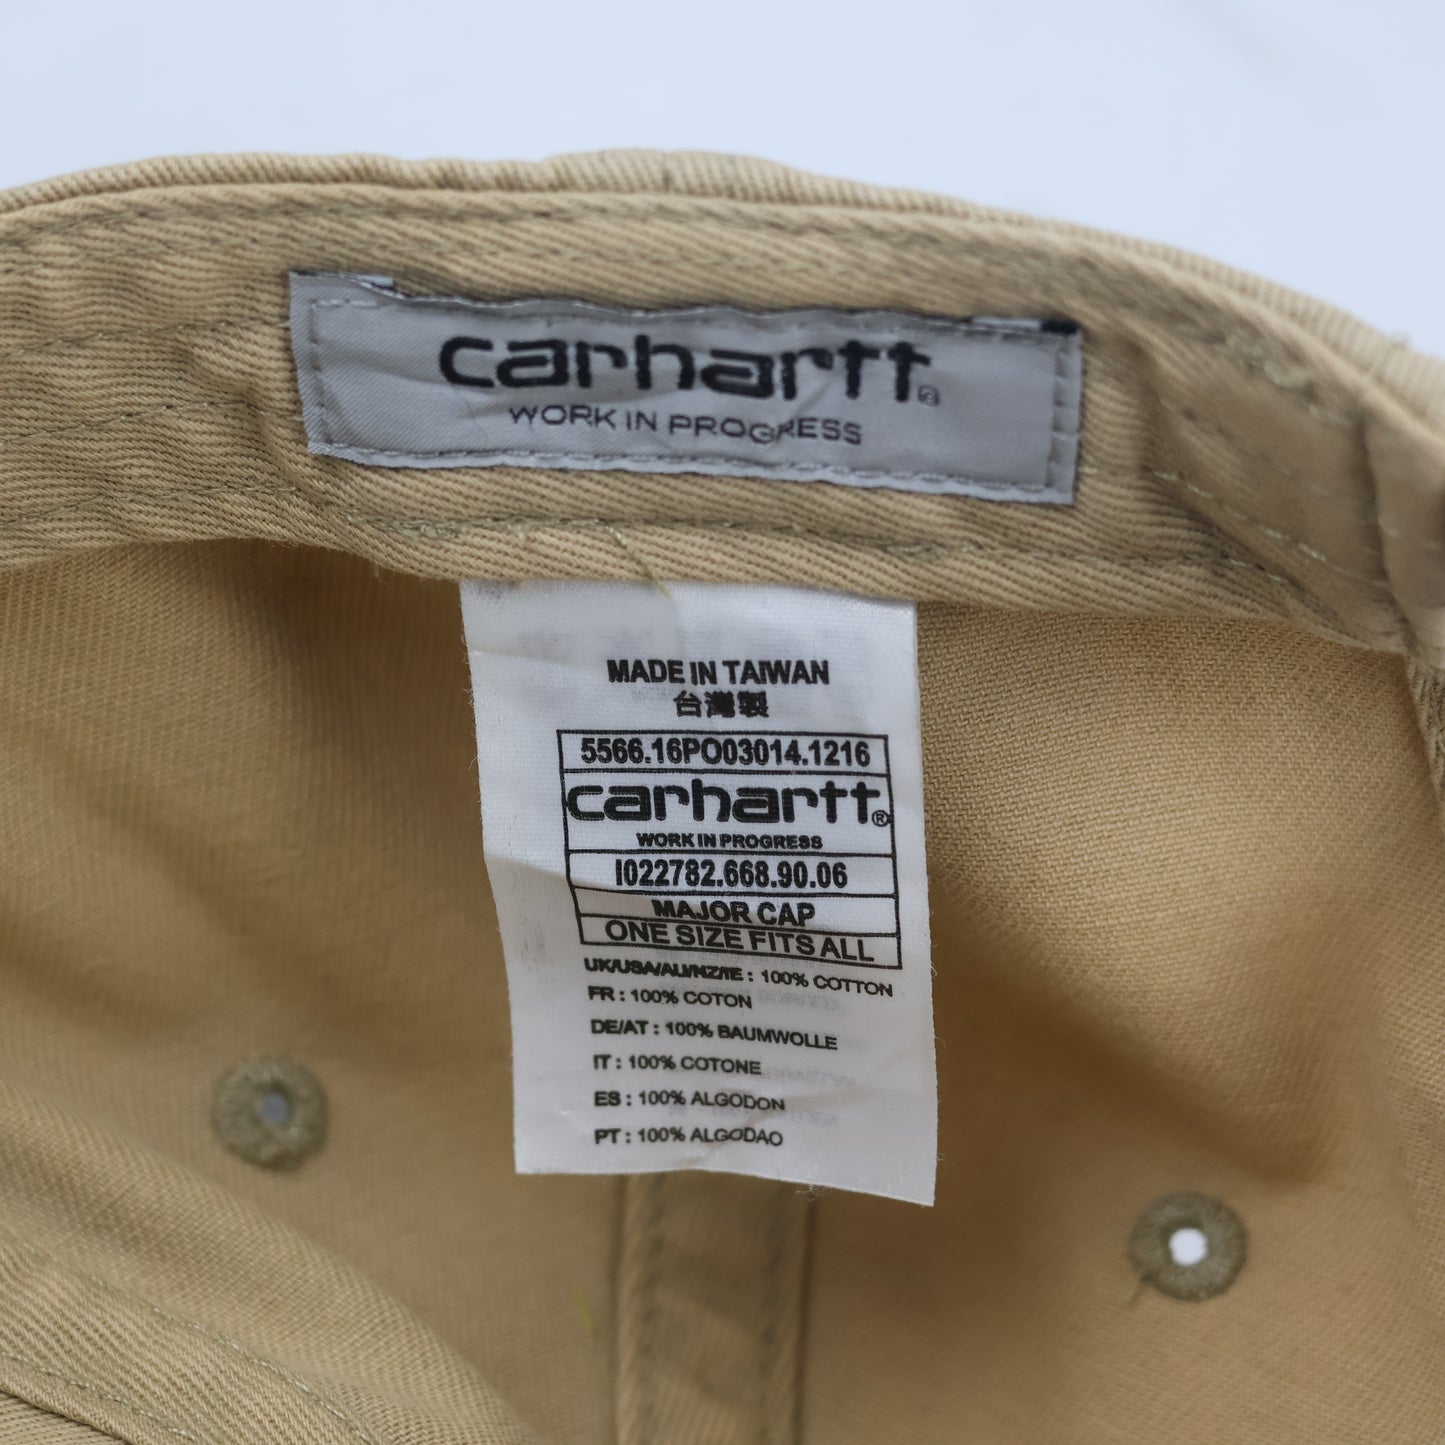 carhartt®
WORK IN PROGRESS
MADE IN TAIWAN
台灣製
5566.16PO03014.1216
carhartt®
WORK IN PROGRESS
I022782.668.90.06
MAJOR CAP
ONE SIZE FITS ALL
UK/USA/AU/NZ/IE : 100% COTTON
FR : 100% COTON
DE/AT : 100% BAUMWOLLE
IT : 100% COTONE
ES : 100% ALGODON
PT : 100% ALGODAO